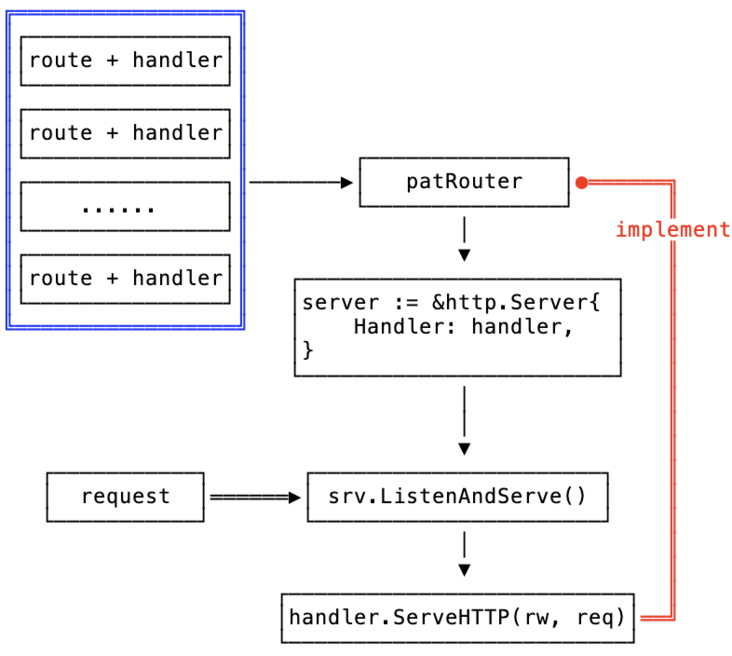 route + handler
route + handler
......
route + handler
patRouter
implement
server := &http.Server{
    Handler: handler,
}
request
srv.ListenAndServe()
handler.ServeHTTP(rw, req)